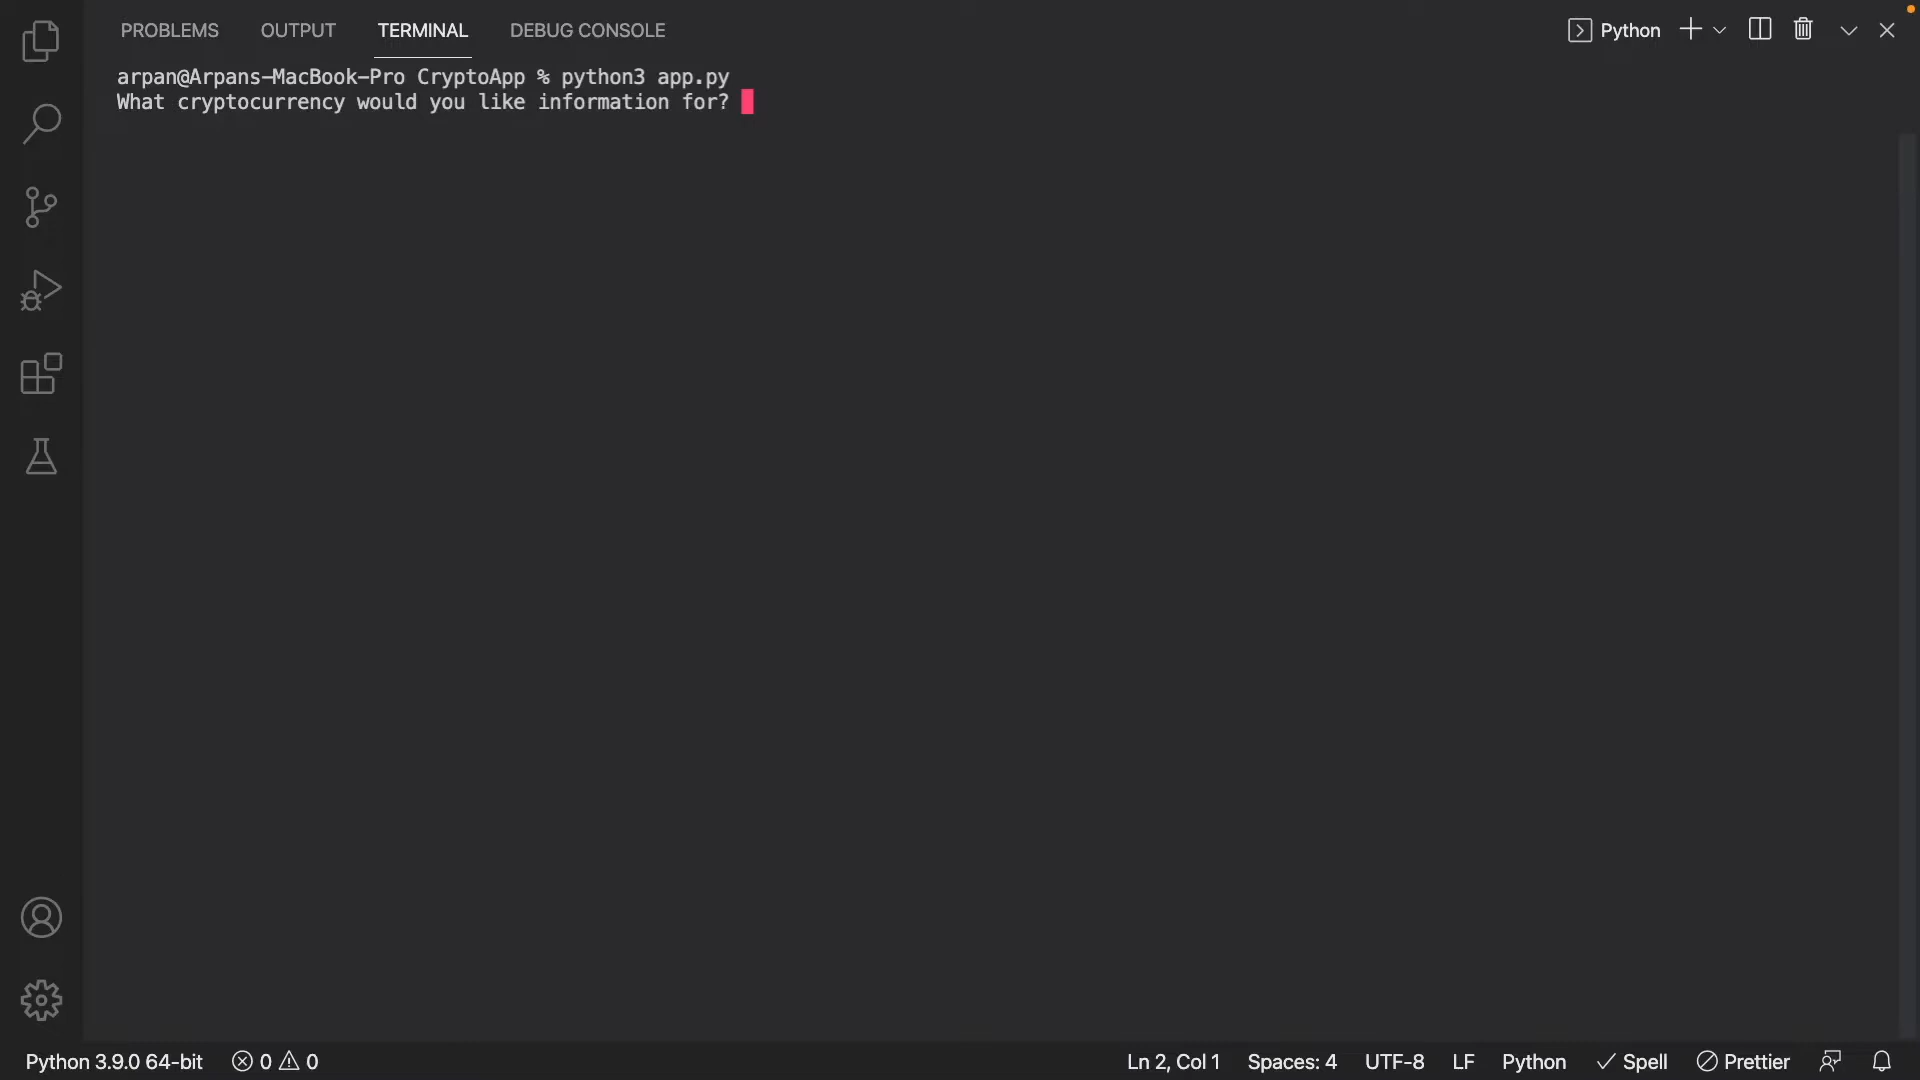 PROBLEMS OUTPUT TERMINAL DEBUG CONSOLE Python
arpan@Arpans-MacBook-Pro CryptoApp % python3 app.py
What cryptocurrency would you like information for?
Python 3.9.0 64-bit 0 0 Ln 2, Col 1 Spaces: 4 UTF-8 LF Python Spell Prettier